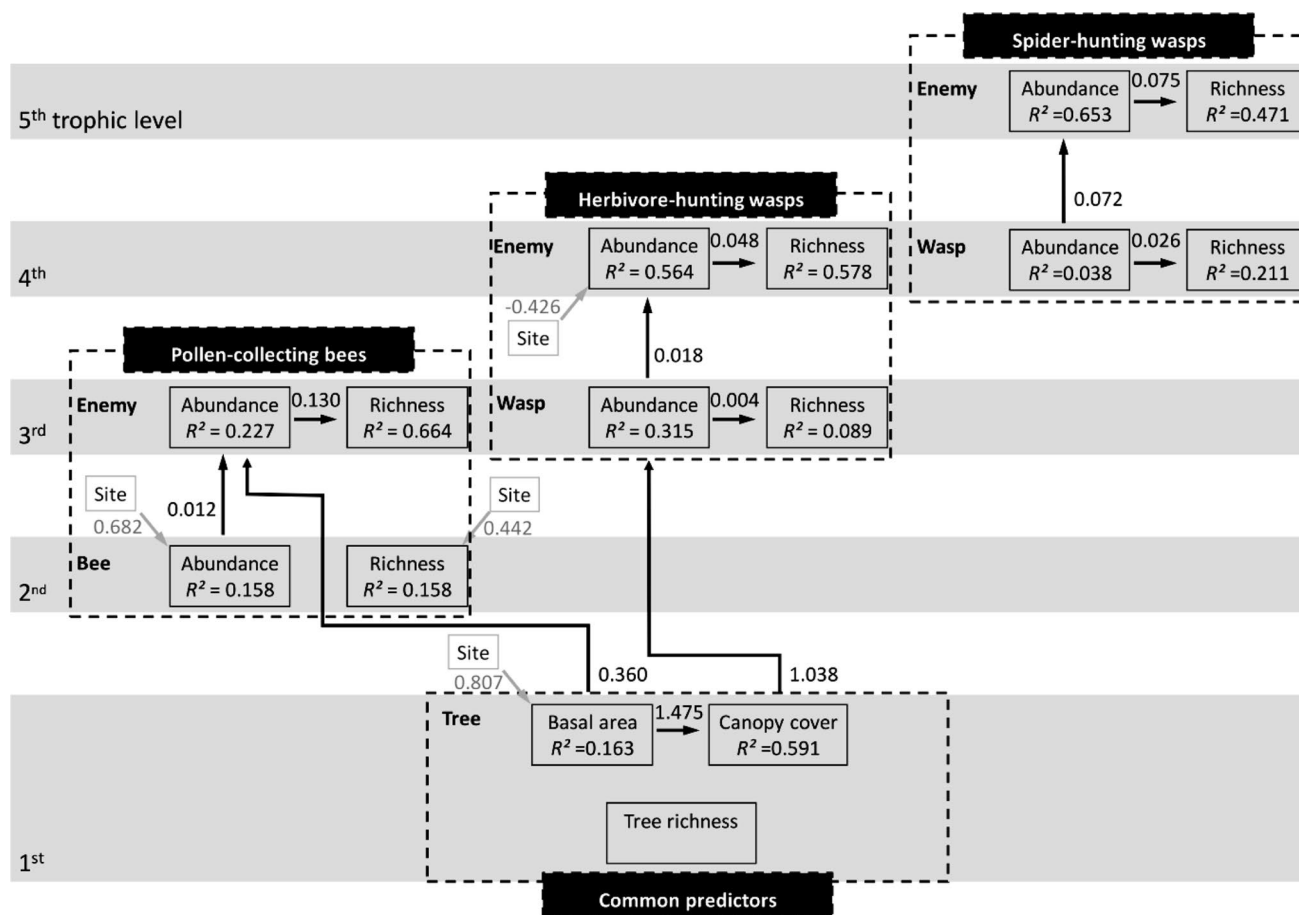 Spider-hunting wasps
5th trophic level
Enemy
Abundance
R² =0.653
0.075
Richness
R² =0.471
0.072
Herbivore-hunting wasps
4th
Enemy
Abundance
R² = 0.564
0.048
Richness
R² = 0.578
Wasp
Abundance
R² = 0.038
0.026
Richness
R² = 0.211
-0.426
Site
0.018
Pollen-collecting bees
3rd
Enemy
Abundance
R² = 0.227
0.130
Richness
R² = 0.664
Wasp
Abundance
R² = 0.315
0.004
Richness
R² = 0.089
Site
0.682
0.012
Site
0.442
2nd
Bee
Abundance
R² = 0.158
Richness
R² = 0.158
Site
0.807
0.360
1.038
Tree
Basal area
R² =0.163
1.475
Canopy cover
R² =0.591
Tree richness
1st
Common predictors